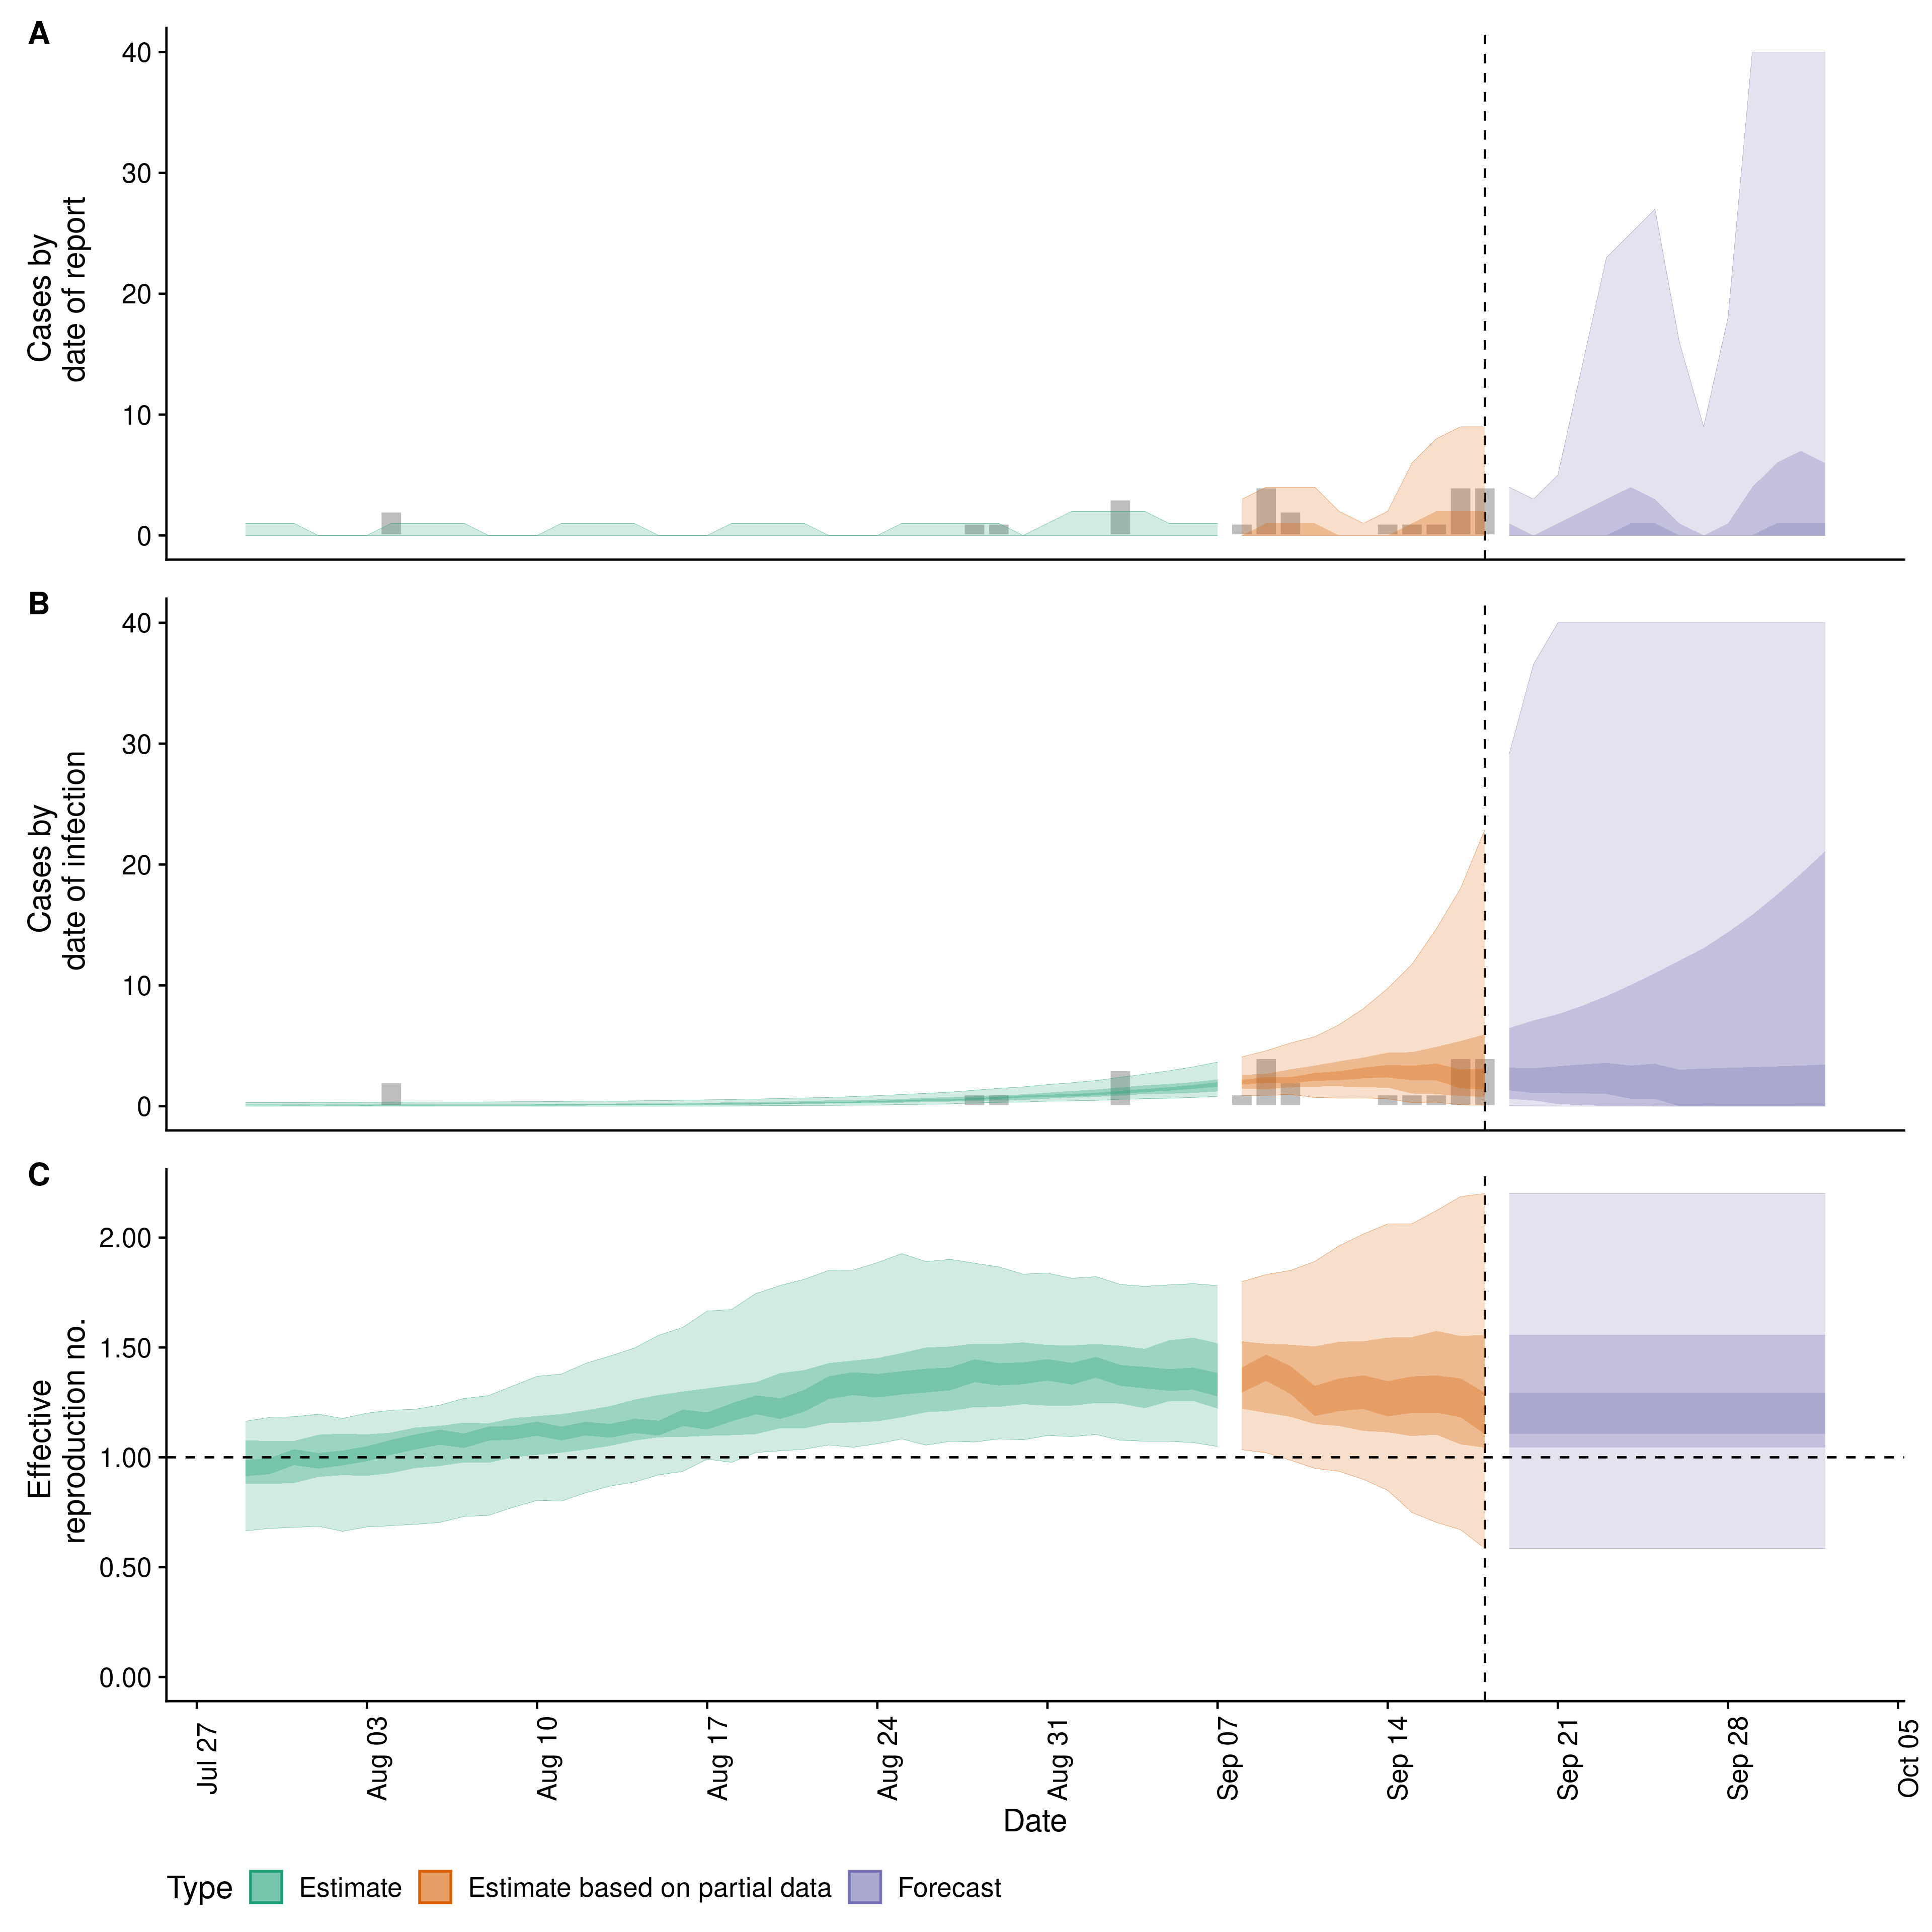 A
40
30
20
10
0
Cases by
date of report
B
40
30
20
10
0
Cases by
date of infection
C
2.00
1.50
1.00
0.50
0.00
Effective
reproduction no.
Jul 27
Aug 03
Aug 10
Aug 17
Aug 24
Aug 31
Sep 07
Sep 14
Sep 21
Sep 28
Oct 05
Date
Type Estimate Estimate based on partial data Forecast